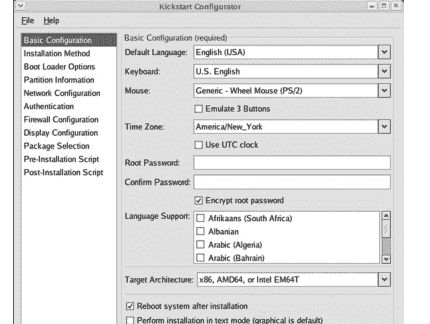 Kickstart Configurator
File Help
Basic Configuration
Installation Method
Boot Loader Options
Partition Information
Network Configuration
Authentication
Firewall Configuration
Display Configuration
Package Selection
Pre-Installation Script
Post-Installation Script
Basic Configuration (required)
Default Language: English (USA)
Keyboard: U.S. English
Mouse: Generic - Wheel Mouse (PS/2)
Emulate 3 Buttons
Time Zone: America/New_York
Use UTC clock
Root Password:
Confirm Password:
Encrypt root password
Language Support: Afrikaans (South Africa)
Albanian
Arabic (Algeria)
Arabic (Bahrain)
Target Architecture: x86, AMD64, or Intel EM64T
Reboot system after installation
Perform installation in text mode (graphical is default)